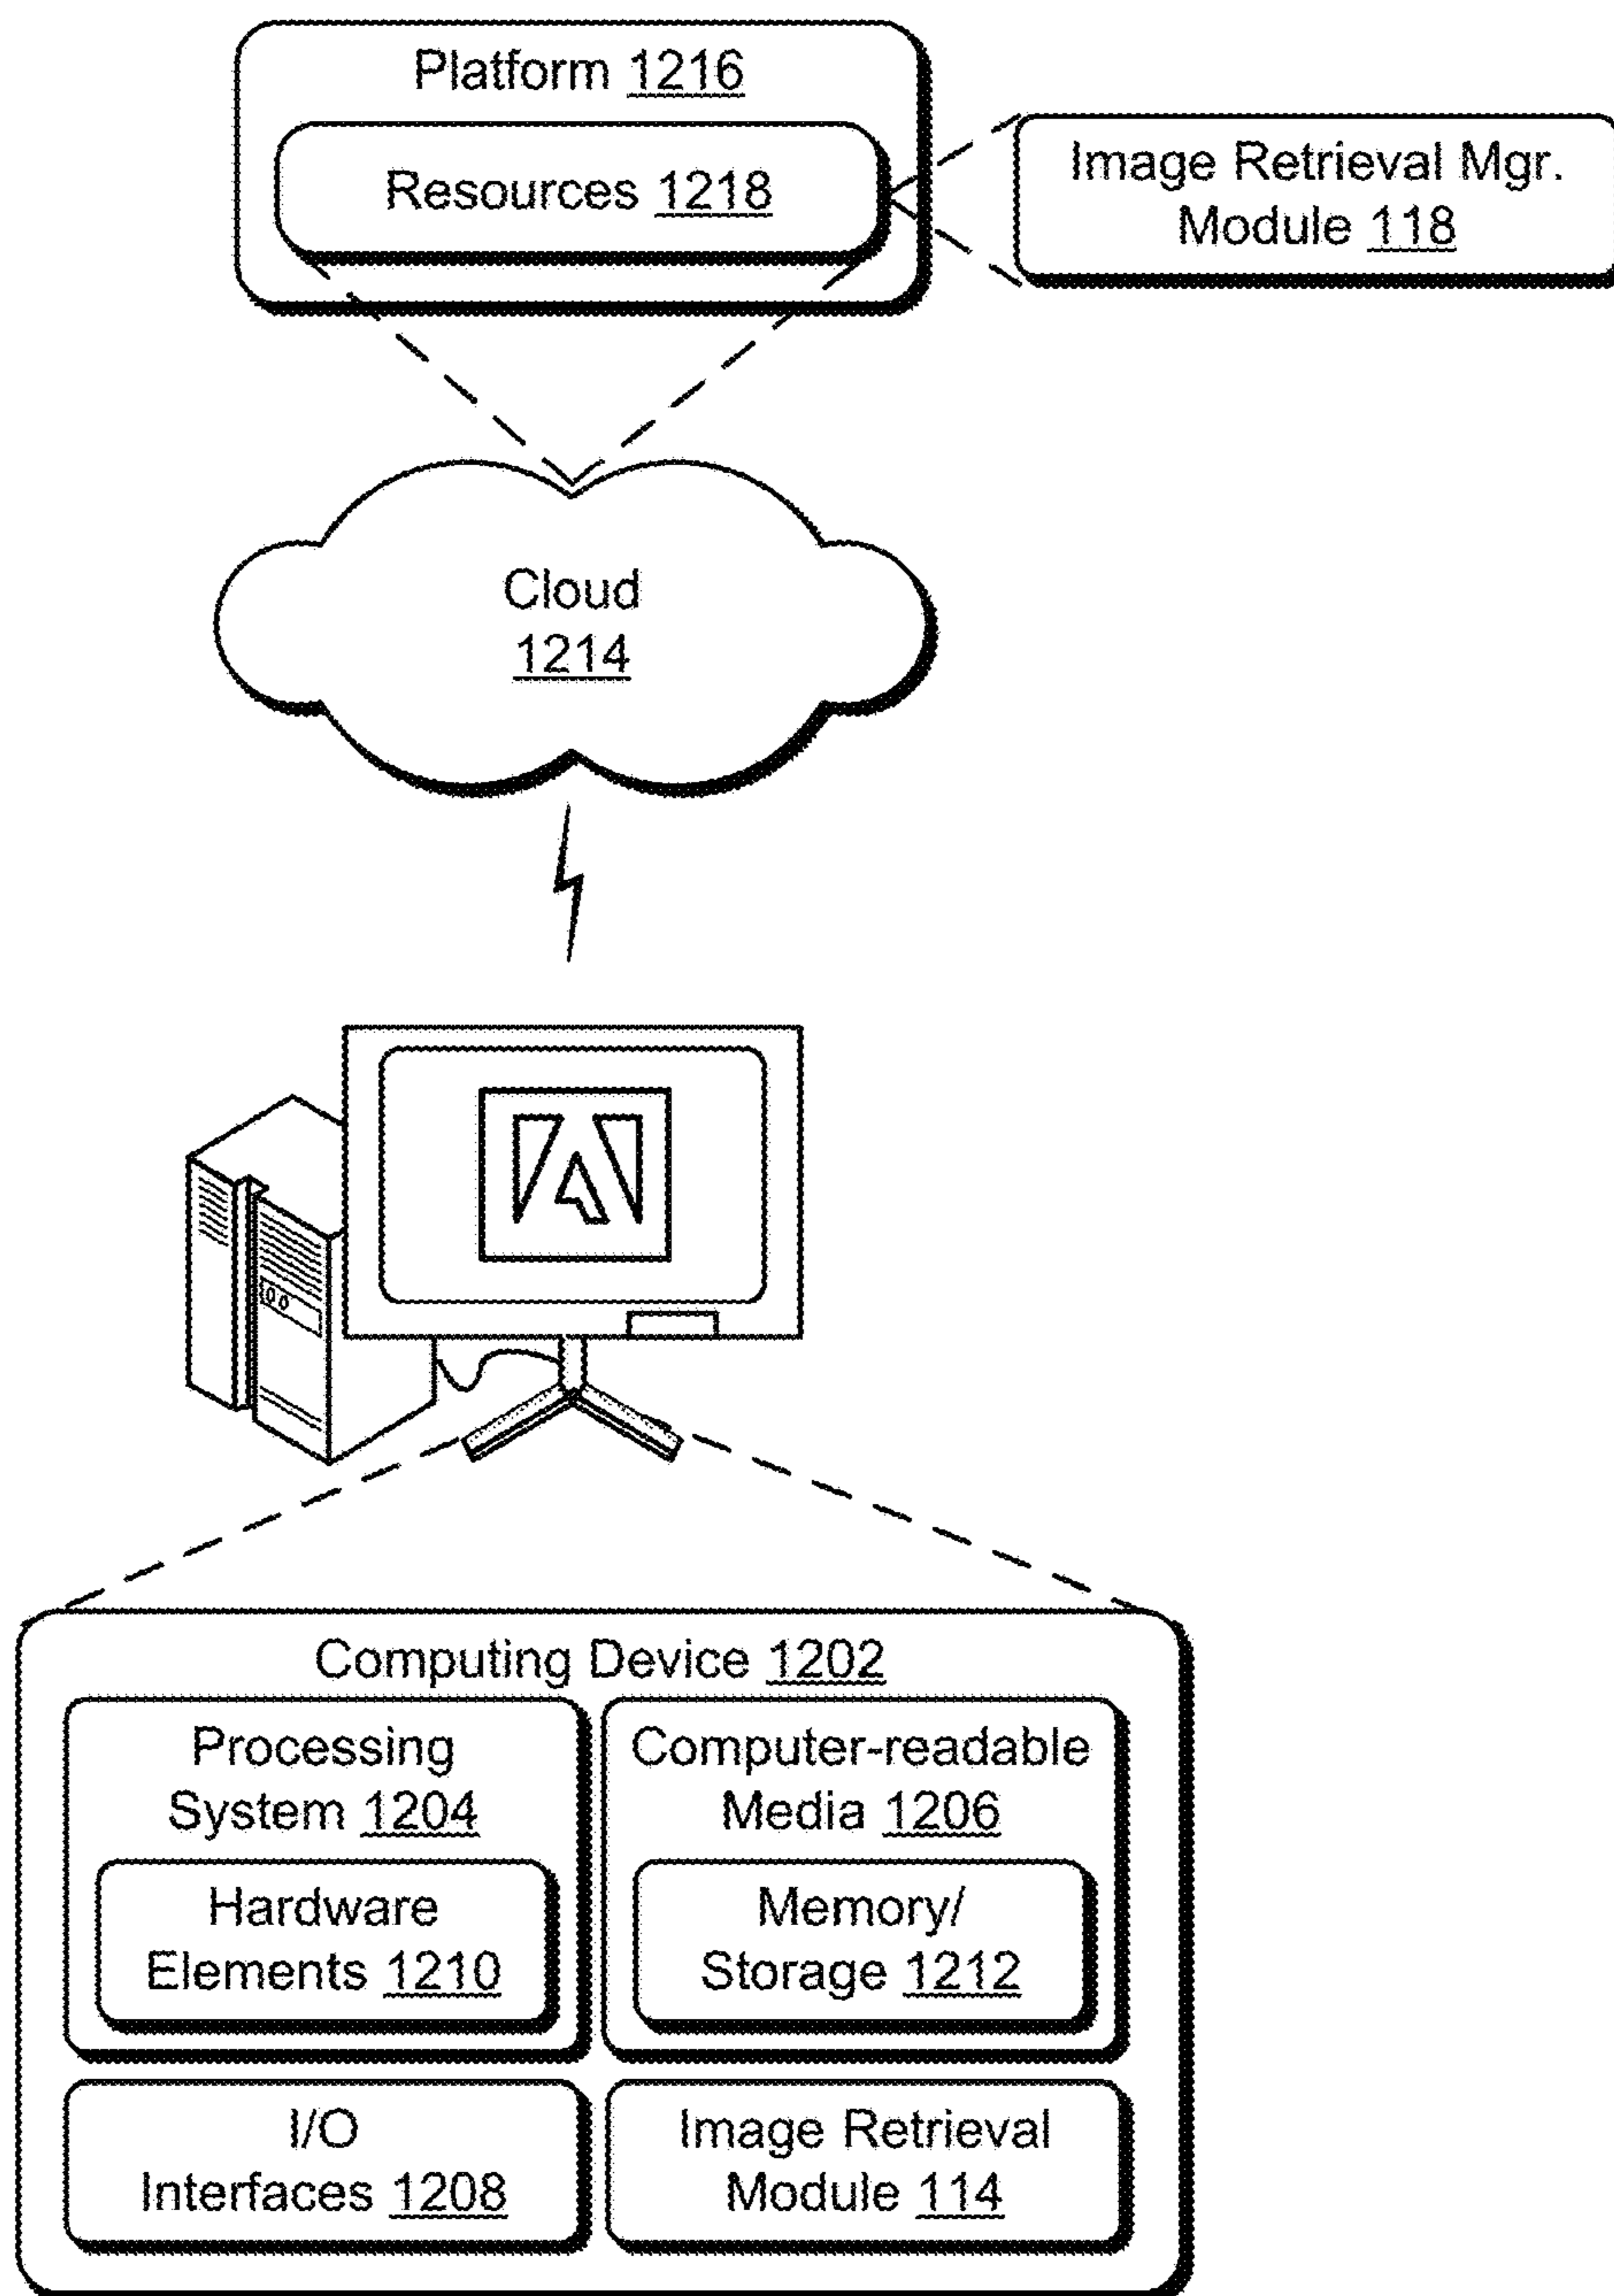 Platform 1216
Resources 1218
Image Retrieval Mgr.
Module 118
Cloud
1214
Computing Device 1202
Processing
System 1204
Hardware
Elements 1210
Computer-readable
Media 1206
Memory/
Storage 1212
I/O
Interfaces 1208
Image Retrieval
Module 114